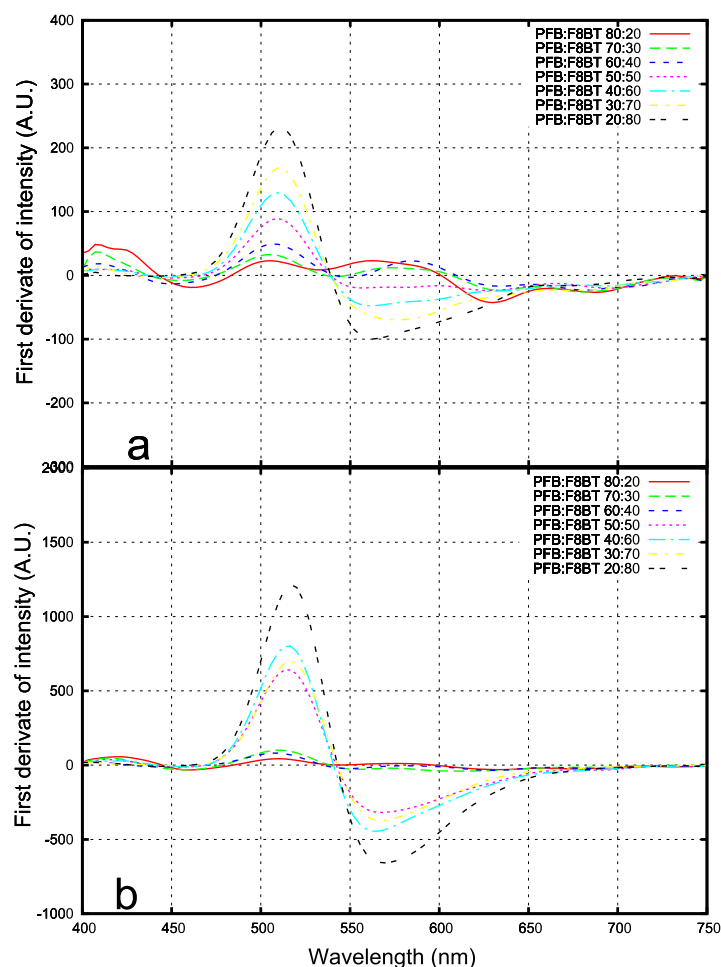 400
300
200
100
0
-100
-200
First derivate of intensity (A.U.)
PFB:F8BT 80:20
PFB:F8BT 70:30
PFB:F8BT 60:40
PFB:F8BT 50:50
PFB:F8BT 40:60
PFB:F8BT 30:70
PFB:F8BT 20:80
a
1500
1000
500
0
-500
-1000
First derivate of intensity (A.U.)
PFB:F8BT 80:20
PFB:F8BT 70:30
PFB:F8BT 60:40
PFB:F8BT 50:50
PFB:F8BT 40:60
PFB:F8BT 30:70
PFB:F8BT 20:80
b
400 450 500 550 600 650 700 750
Wavelength (nm)